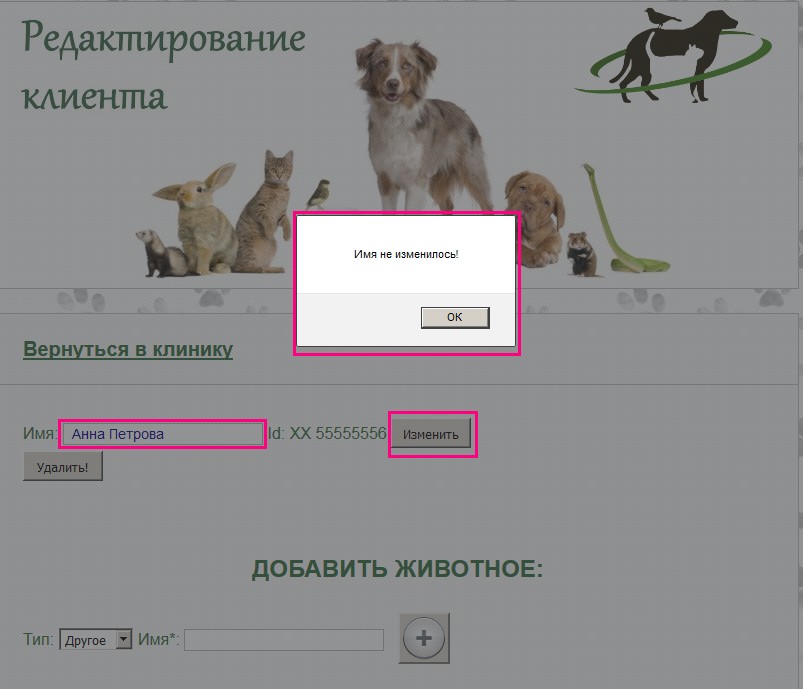 Редактирование
клиента
Имя не изменилось!
OK
Вернуться в клинику
Имя: Анна Петрова Id: XX 55555556 Изменить
Удалить!
ДОБАВИТЬ ЖИВОТНОЕ:
Тип: Другое Имя*: